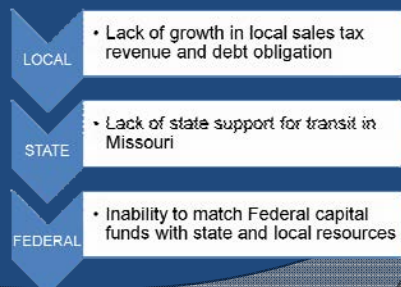 LOCAL
• Lack of growth in local sales tax
revenue and debt obligation
STATE
• Lack of state support for transit in
Missouri
FEDERAL
• Inability to match Federal capital
funds with state and local resources